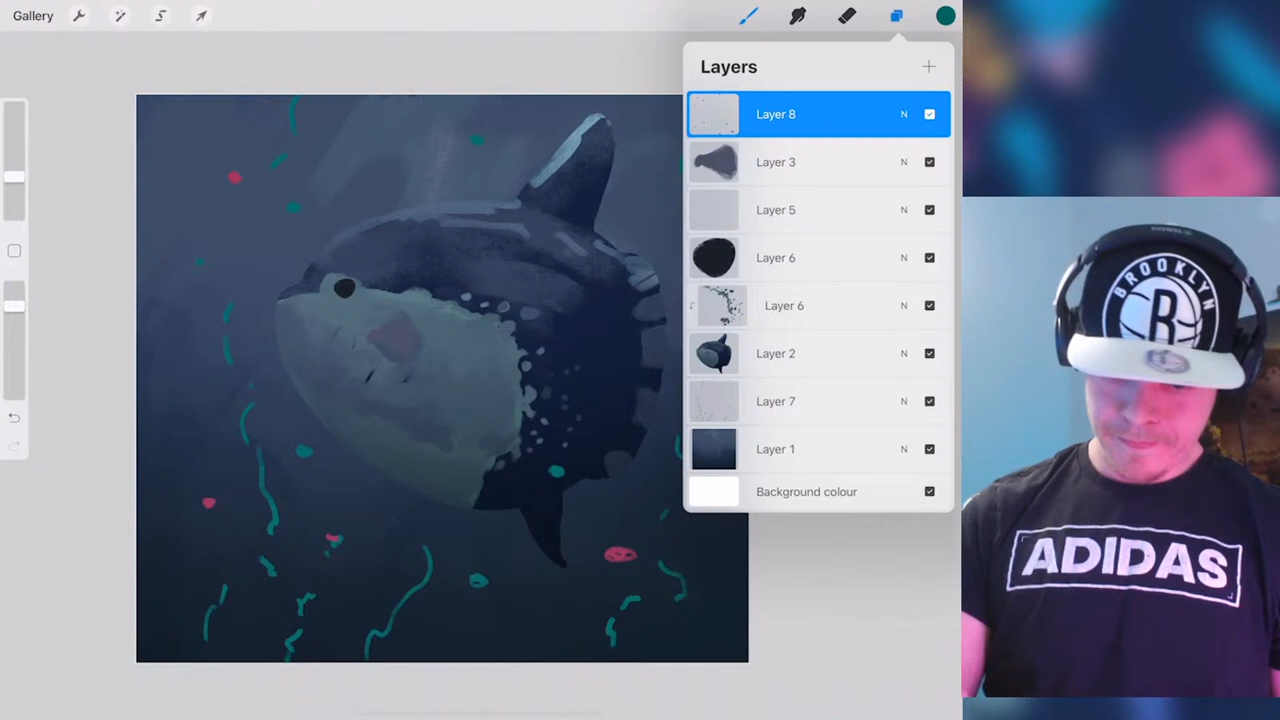 Gallery
Layers
Layer 8 N
Layer 3 N
Layer 5 N
Layer 6 N
Layer 6 N
Layer 2 N
Layer 7 N
Layer 1 N
Background colour
BROOKLYN
B
ADIDAS